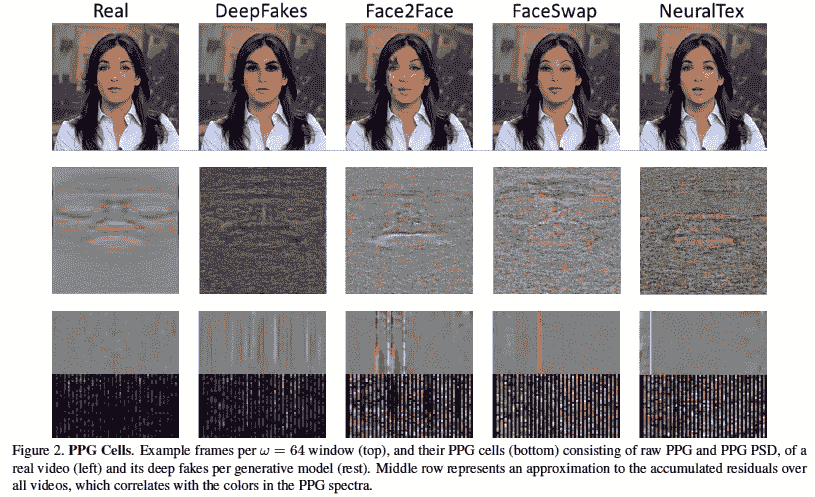 Real DeepFakes Face2Face FaceSwap NeuralTex
Figure 2. PPG Cells. Example frames per ω = 64 window (top), and their PPG cells (bottom) consisting of raw PPG and PPG PSD, of a
real video (left) and its deep fakes per generative model (rest). Middle row represents an approximation to the accumulated residuals over
all videos, which correlates with the colors in the PPG spectra.